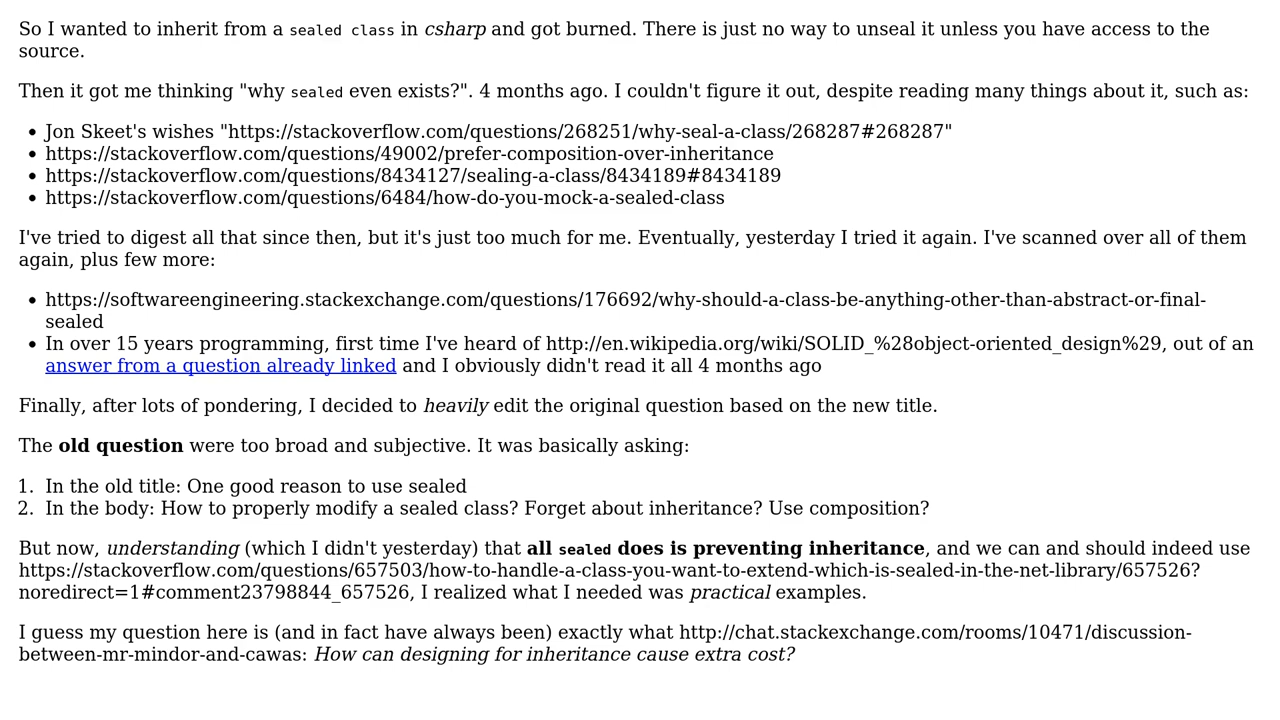 So I wanted to inherit from a sealed class in csharp and got burned. There is just no way to unseal it unless you have access to the
source.
Then it got me thinking "why sealed even exists?". 4 months ago. I couldn't figure it out, despite reading many things about it, such as:
• Jon Skeet's wishes "https://stackoverflow.com/questions/268251/why-seal-a-class/268287#268287"
• https://stackoverflow.com/questions/49002/prefer-composition-over-inheritance
• https://stackoverflow.com/questions/8434127/sealing-a-class/8434189#8434189
• https://stackoverflow.com/questions/6484/how-do-you-mock-a-sealed-class
I've tried to digest all that since then, but it's just too much for me. Eventually, yesterday I tried it again. I've scanned over all of them
again, plus few more:
• https://softwareengineering.stackexchange.com/questions/176692/why-should-a-class-be-anything-other-than-abstract-or-final-
sealed
• In over 15 years programming, first time I've heard of http://en.wikipedia.org/wiki/SOLID_%28object-oriented_design%29, out of an
answer from a question already linked and I obviously didn't read it all 4 months ago
Finally, after lots of pondering, I decided to heavily edit the original question based on the new title.
The old question were too broad and subjective. It was basically asking:
1. In the old title: One good reason to use sealed
2. In the body: How to properly modify a sealed class? Forget about inheritance? Use composition?
But now, understanding (which I didn't yesterday) that all sealed does is preventing inheritance, and we can and should indeed use
https://stackoverflow.com/questions/657503/how-to-handle-a-class-you-want-to-extend-which-is-sealed-in-the-net-library/657526?
noredirect=1#comment23798844_657526, I realized what I needed was practical examples.
I guess my question here is (and in fact have always been) exactly what http://chat.stackexchange.com/rooms/10471/discussion-
between-mr-mindor-and-cawas: How can designing for inheritance cause extra cost?